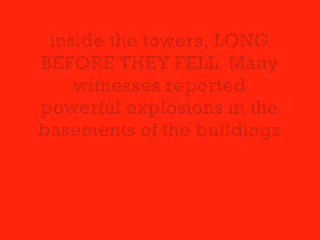 inside the towers, LONG
BEFORE THEY FELL. Many
witnesses reported
powerful explosions in the
basements of the buildings